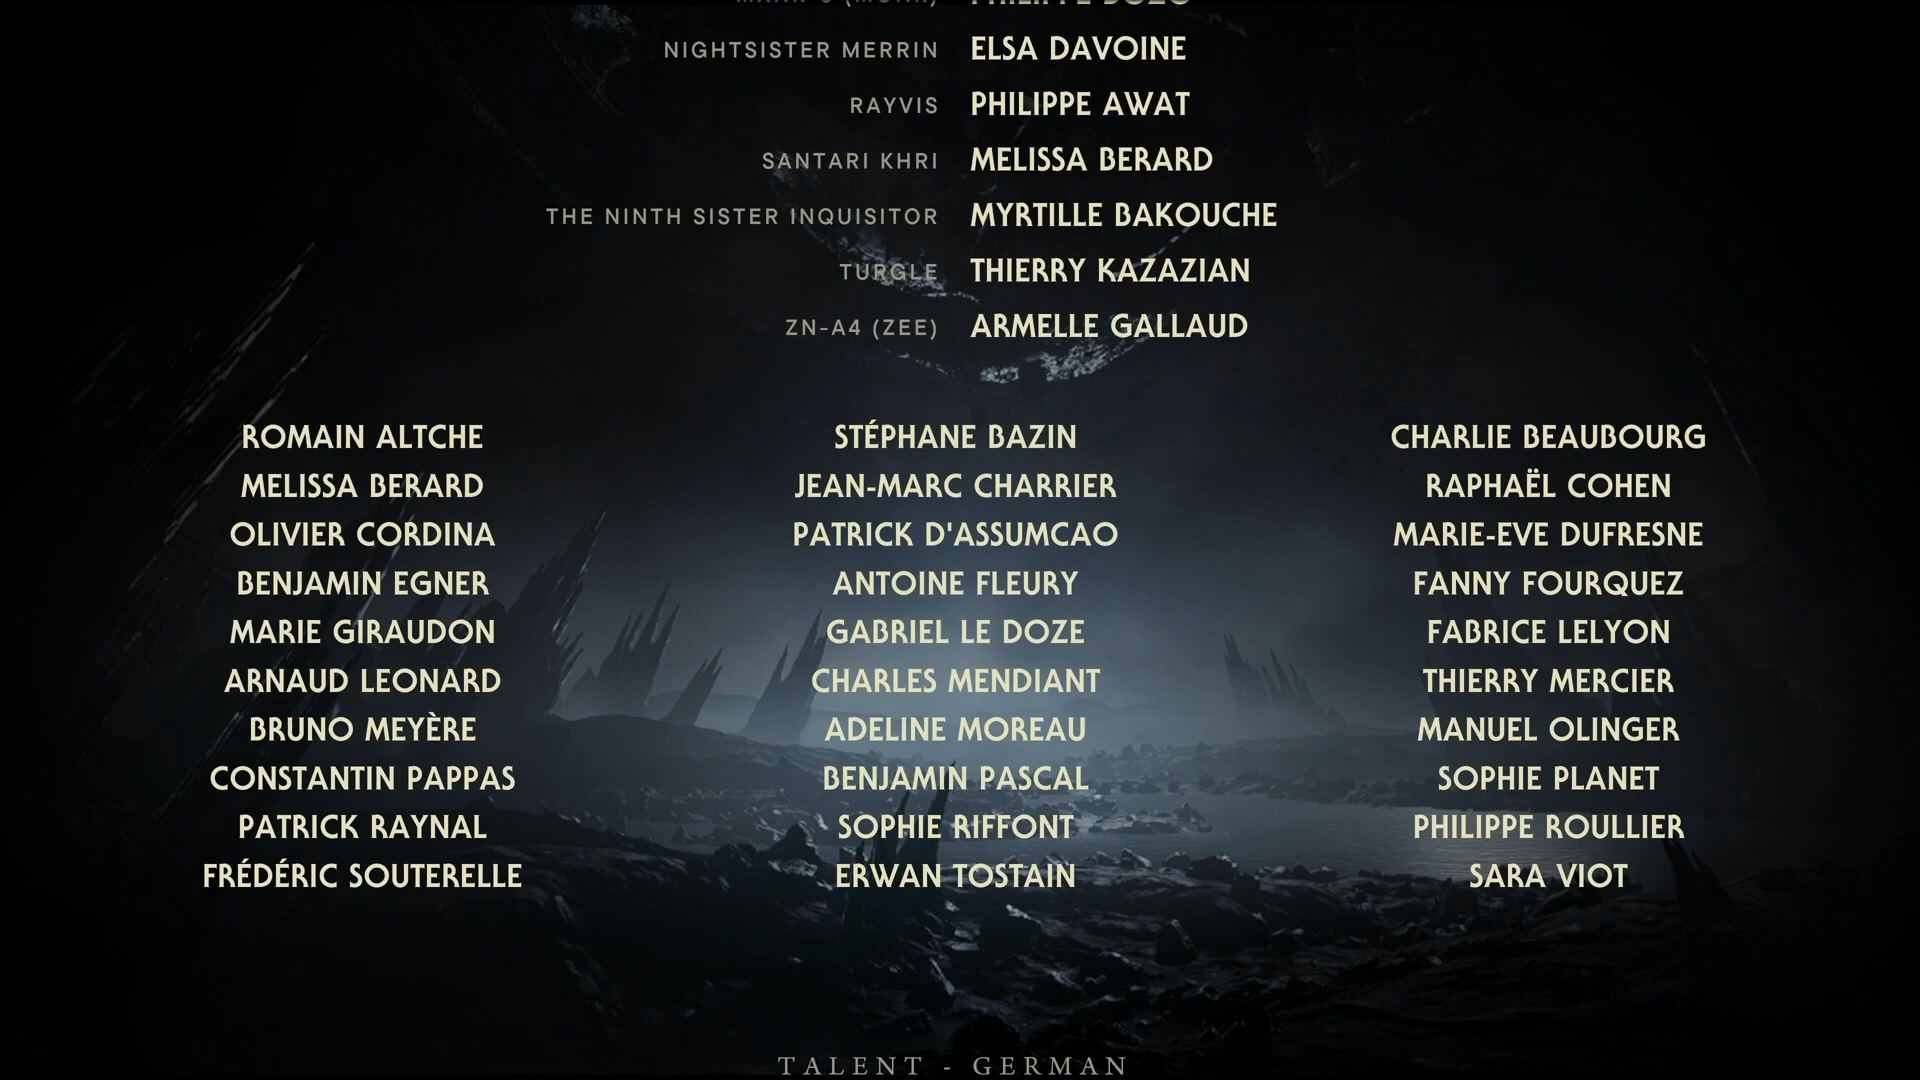 NIGHTSISTER MERRIN ELSA DAVOINE
RAYVIS PHILIPPE AWAT
SANTARI KHRI MELISSA BERARD
THE NINTH SISTER INQUISITOR MYRTILLE BAKOUCHE
TURGLE THIERRY KAZAZIAN
ZN-A4 (ZEE) ARMELLE GALLAUD
ROMAIN ALTCHE STÉPHANE BAZIN CHARLIE BEAUBOURG
MELISSA BERARD JEAN-MARC CHARRIER RAPHAËL COHEN
OLIVIER CORDINA PATRICK D'ASSUMCAO MARIE-EVE DUFRESNE
BENJAMIN EGNER ANTOINE FLEURY FANNY FOURQUEZ
MARIE GIRAUDON GABRIEL LE DOZE FABRICE LELYON
ARNAUD LEONARD CHARLES MENDIANT THIERRY MERCIER
BRUNO MEYÈRE ADELINE MOREAU MANUEL OLINGER
CONSTANTIN PAPPAS BENJAMIN PASCAL SOPHIE PLANET
PATRICK RAYNAL SOPHIE RIFFONT PHILIPPE ROULLIER
FRÉDÉRIC SOUTERELLE ERWAN TOSTAIN SARA VIOT
TALENT - GERMAN